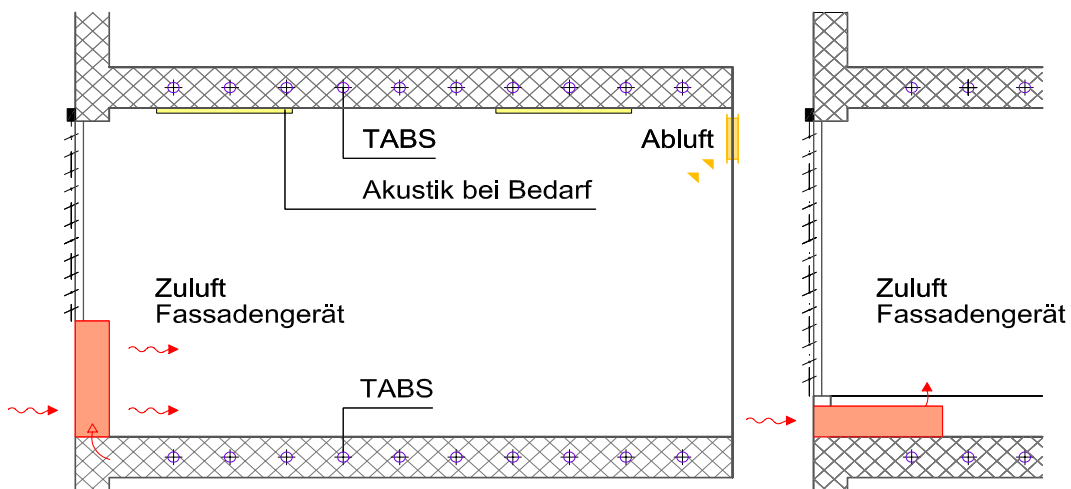 TABS
Abluft
Akustik bei Bedarf
Zuluft
Fassadengerät
TABS
Zuluft
Fassadengerät